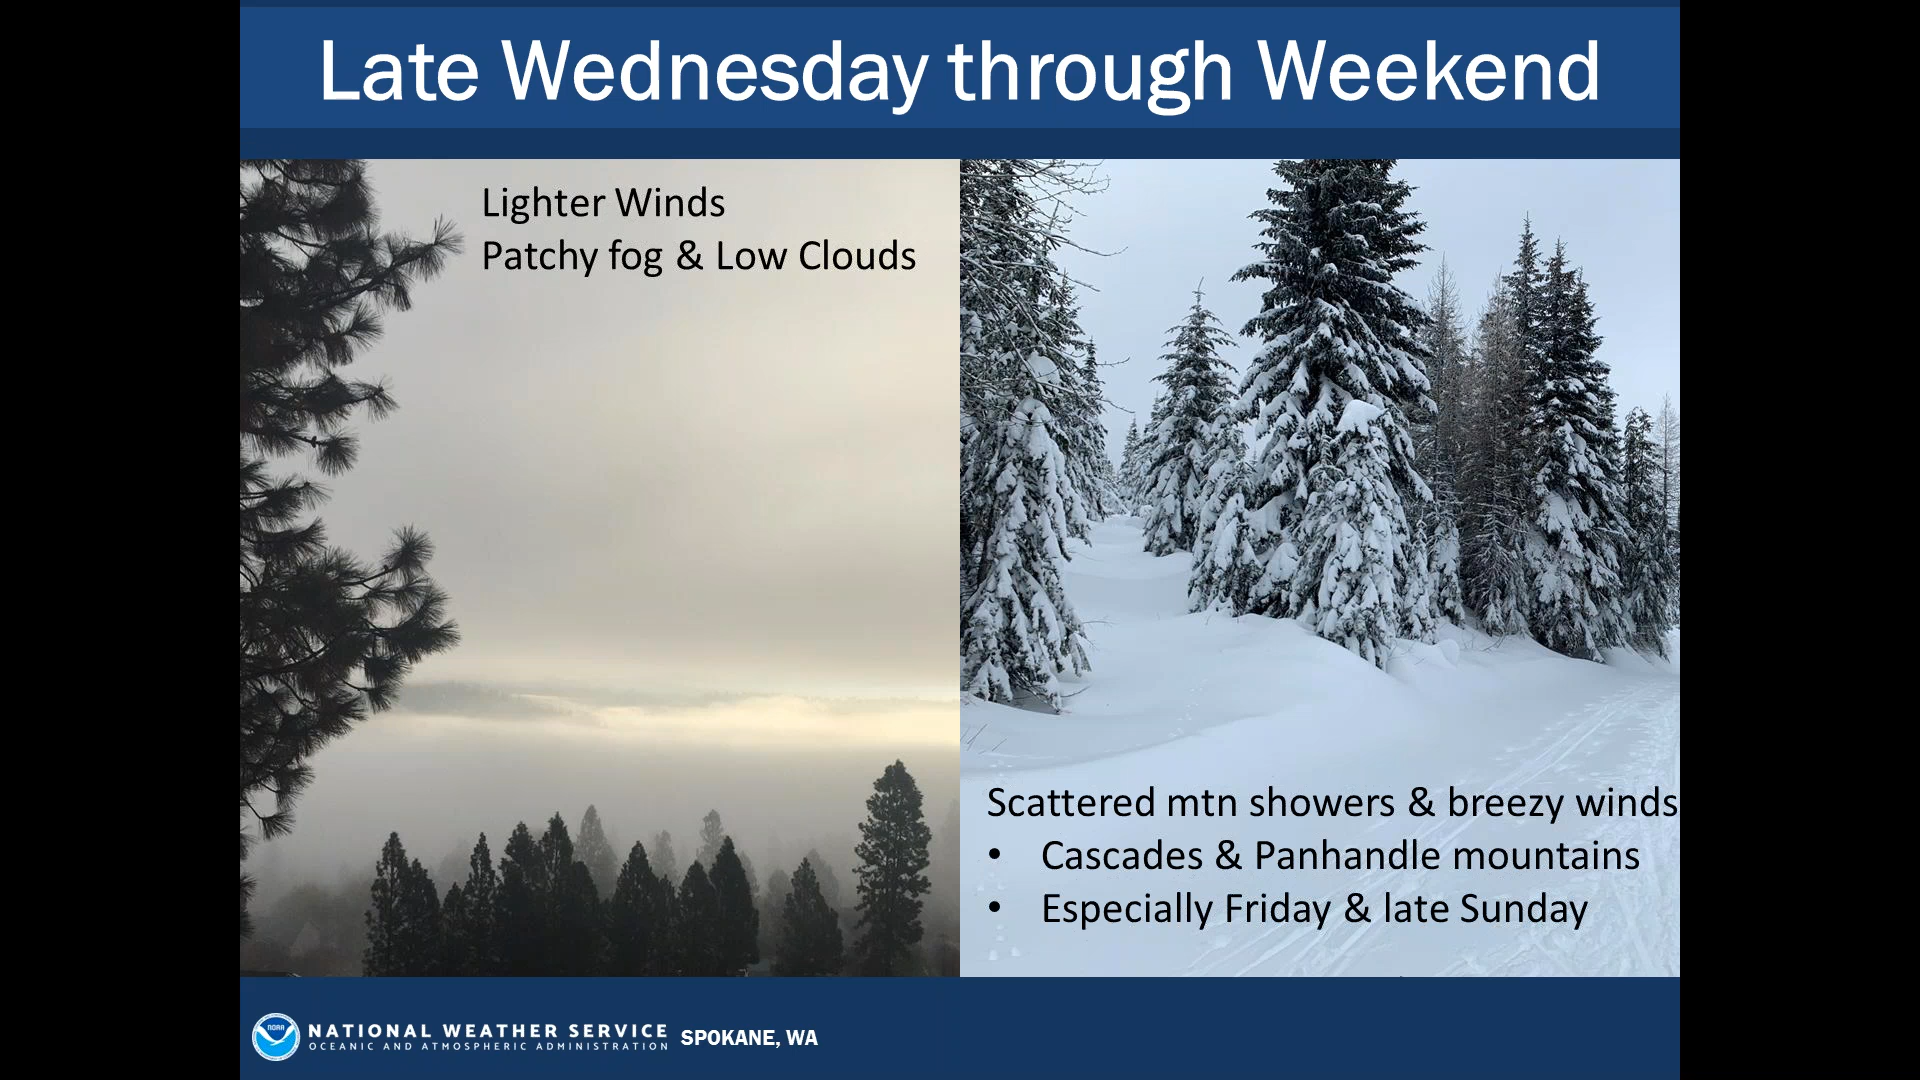 Late Wednesday through Weekend
Lighter Winds
Patchy fog & Low Clouds
Scattered mtn showers & breezy winds
• Cascades & Panhandle mountains
• Especially Friday & late Sunday
NOAA
NATIONAL WEATHER SERVICE
OCEANIC AND ATMOSPHERIC ADMINISTRATION
SPOKANE, WA